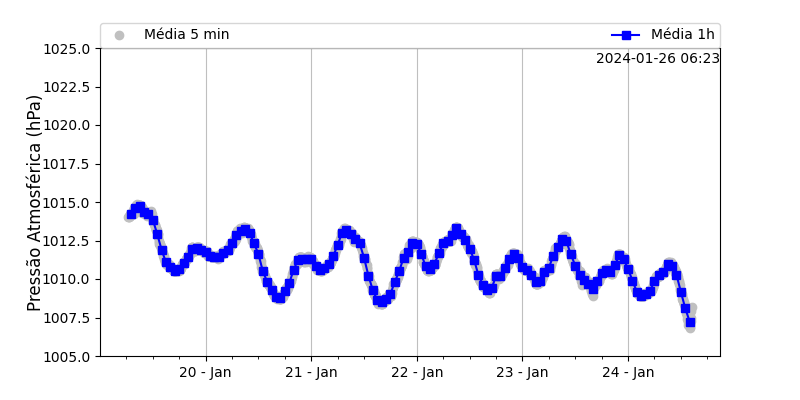 Média 5 min
Média 1h
2024-01-26 06:23
Pressão Atmosférica (hPa)
1025.0
1022.5
1020.0
1017.5
1015.0
1012.5
1010.0
1007.5
1005.0
20 - Jan
21 - Jan
22 - Jan
23 - Jan
24 - Jan